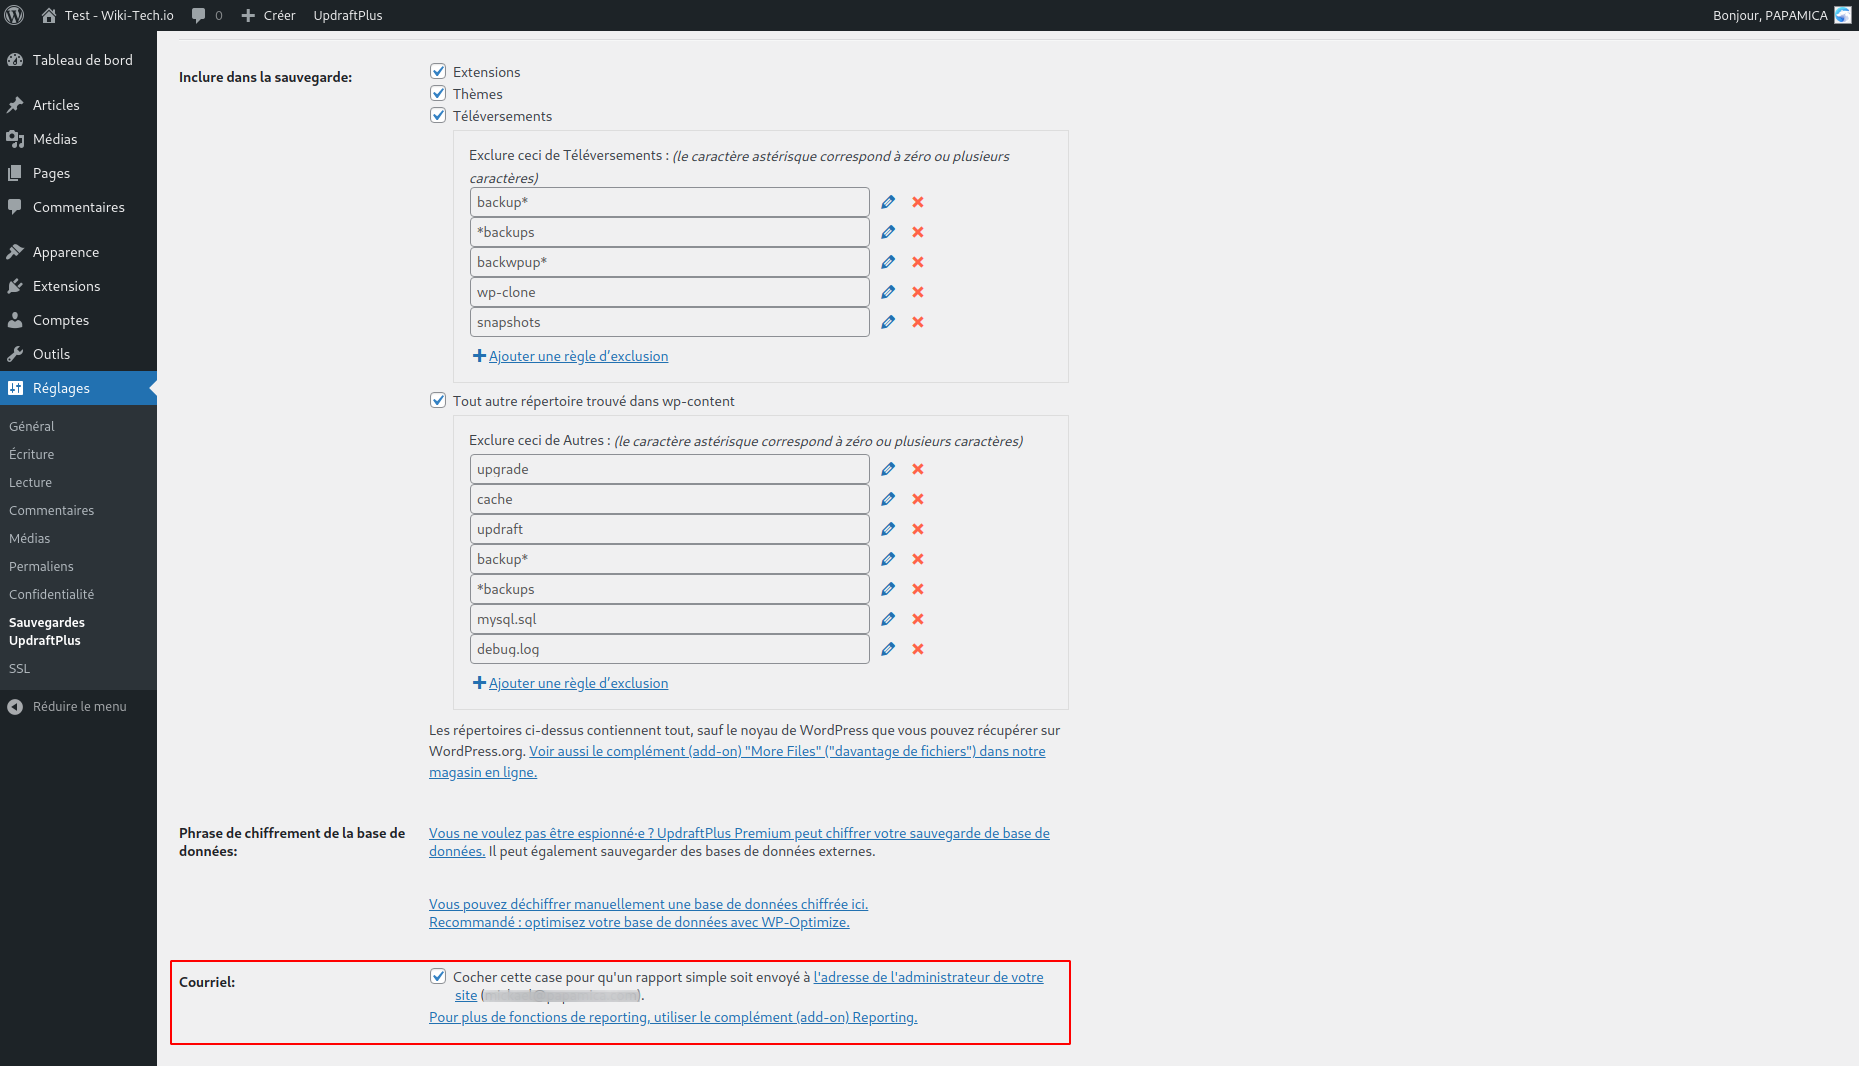 Test - Wiki-Tech.io
0
Créer
UpdraftPlus
Bonjour, PAPAMICA
Tableau de bord
Articles
Médias
Pages
Commentaires
Apparence
Extensions
Comptes
Outils
Réglages
Général
Écriture
Lecture
Commentaires
Médias
Permaliens
Confidentialité
Sauvegardes
UpdraftPlus
SSL
Réduire le menu
Inclure dans la sauvegarde:
Extensions
Thèmes
Téléversements
Exclure ceci de Téléversements : (le caractère astérisque correspond à zéro ou plusieurs
caractères)
backup*
*backups
backwpup*
wp-clone
snapshots
Ajouter une règle d’exclusion
Tout autre répertoire trouvé dans wp-content
Exclure ceci de Autres : (le caractère astérisque correspond à zéro ou plusieurs caractères)
upgrade
cache
updraft
backup*
*backups
mysql.sql
debug.log
Ajouter une règle d’exclusion
Les répertoires ci-dessus contiennent tout, sauf le noyau de WordPress que vous pouvez récupérer sur
WordPress.org. Voir aussi le complément (add-on) "More Files" ("davantage de fichiers") dans notre
magasin en ligne.
Phrase de chiffrement de la base de
données:
Vous ne voulez pas être espionné·e ? UpdraftPlus Premium peut chiffrer votre sauvegarde de base de
données. Il peut également sauvegarder des bases de données externes.
Vous pouvez déchiffrer manuellement une base de données chiffrée ici.
Recommandé : optimisez votre base de données avec WP-Optimize.
Courriel:
Cocher cette case pour qu'un rapport simple soit envoyé à l'adresse de l'administrateur de votre
site ( ).
Pour plus de fonctions de reporting, utiliser le complément (add-on) Reporting.